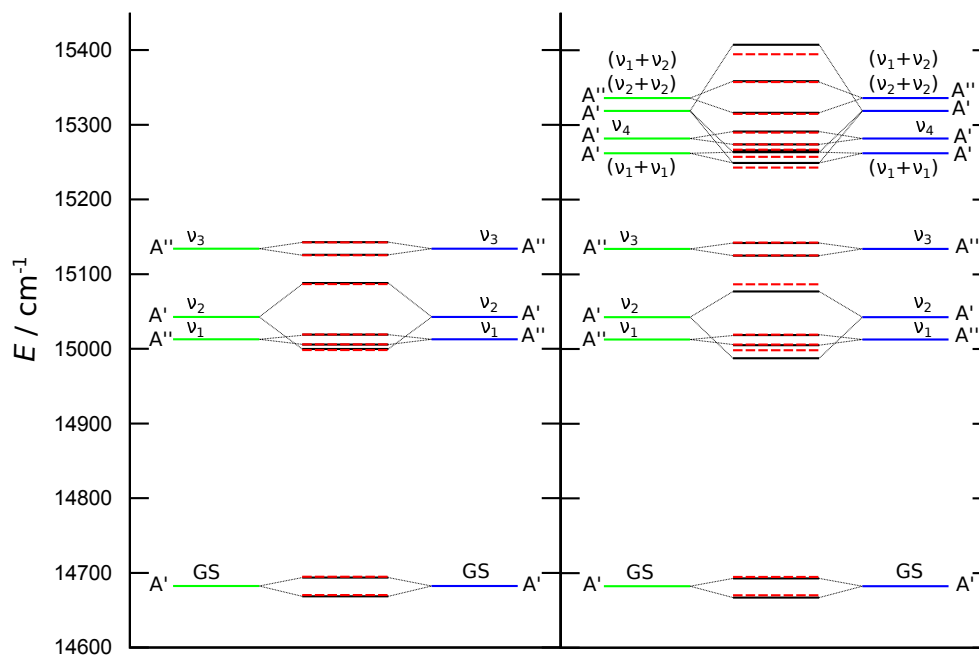 15400
15300
15200
15100
15000
14900
14800
14700
14600
E / cm⁻¹
A'' ν₃ ν₃ A''
A' ν₂ ν₂ A'
A'' ν₁ ν₁ A''
A' GS GS A'
(ν₁+ν₂) (ν₁+ν₂)
A'' (ν₂+ν₂) (ν₂+ν₂) A''
A' A'
A' ν₄ ν₄ A'
A' (ν₁+ν₁) (ν₁+ν₁) A'
A'' ν₃ ν₃ A''
A' ν₂ ν₂ A'
A'' ν₁ ν₁ A''
A' GS GS A'